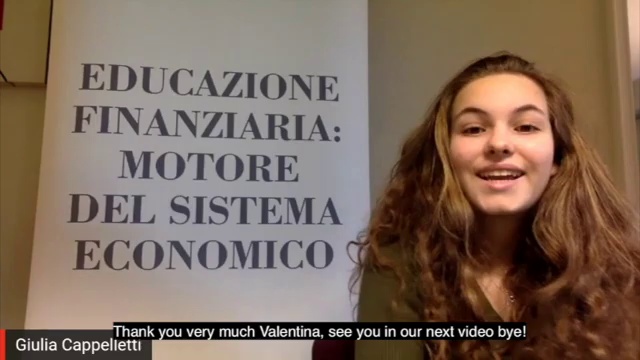 EDUCAZIONE
FINANZIARIA:
MOTORE
DEL SISTEMA
ECONOMICO
Thank you very much Valentina, see you in our next video bye!
Giulia Cappelletti